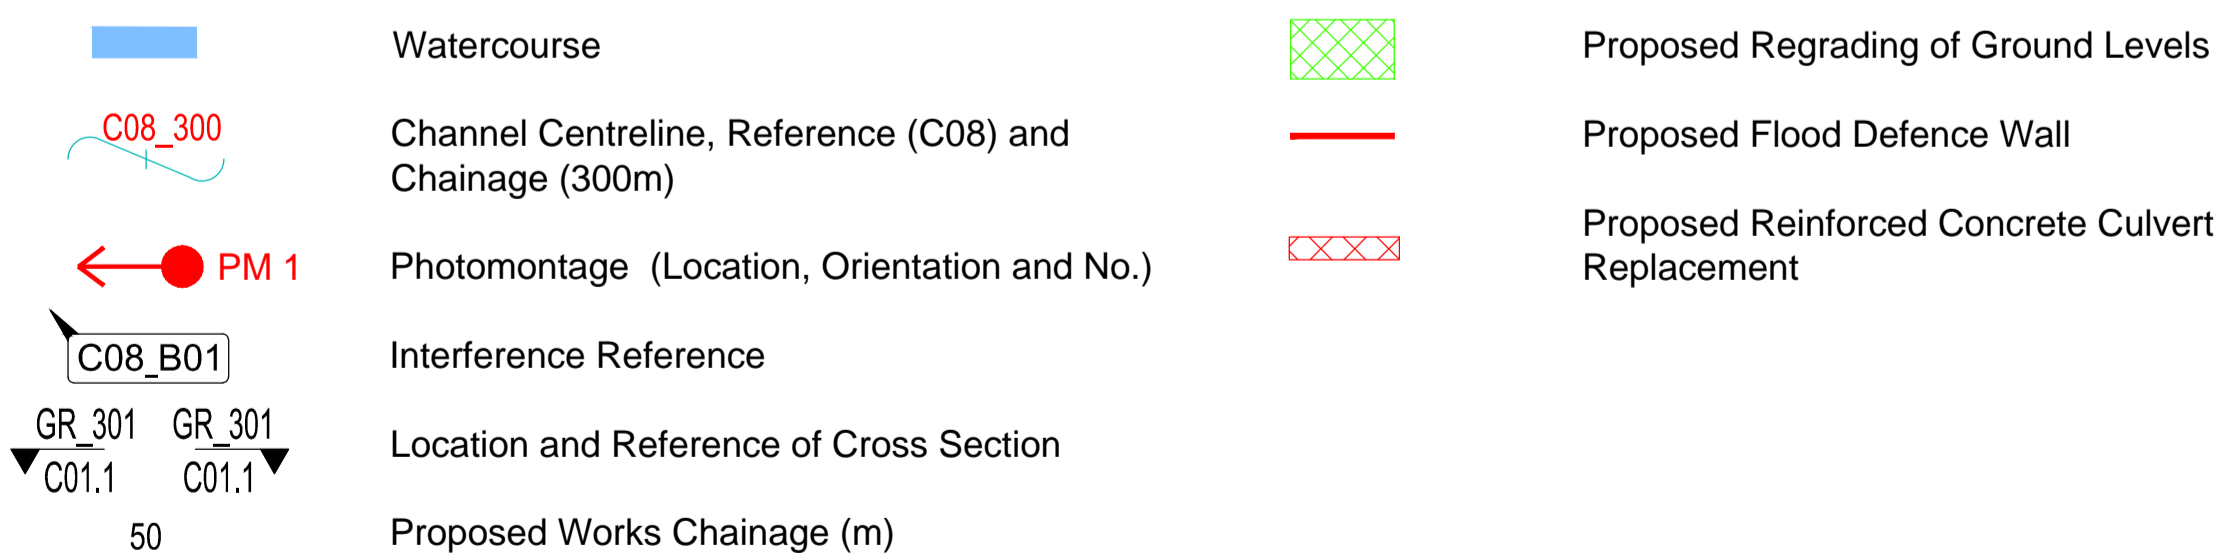 Watercourse
C08_300
Channel Centreline, Reference (C08) and
Chainage (300m)
PM 1
Photomontage (Location, Orientation and No.)
C08_B01
Interference Reference
GR_301 GR_301
C01.1 C01.1
Location and Reference of Cross Section
50
Proposed Works Chainage (m)
Proposed Regrading of Ground Levels
Proposed Flood Defence Wall
Proposed Reinforced Concrete Culvert
Replacement